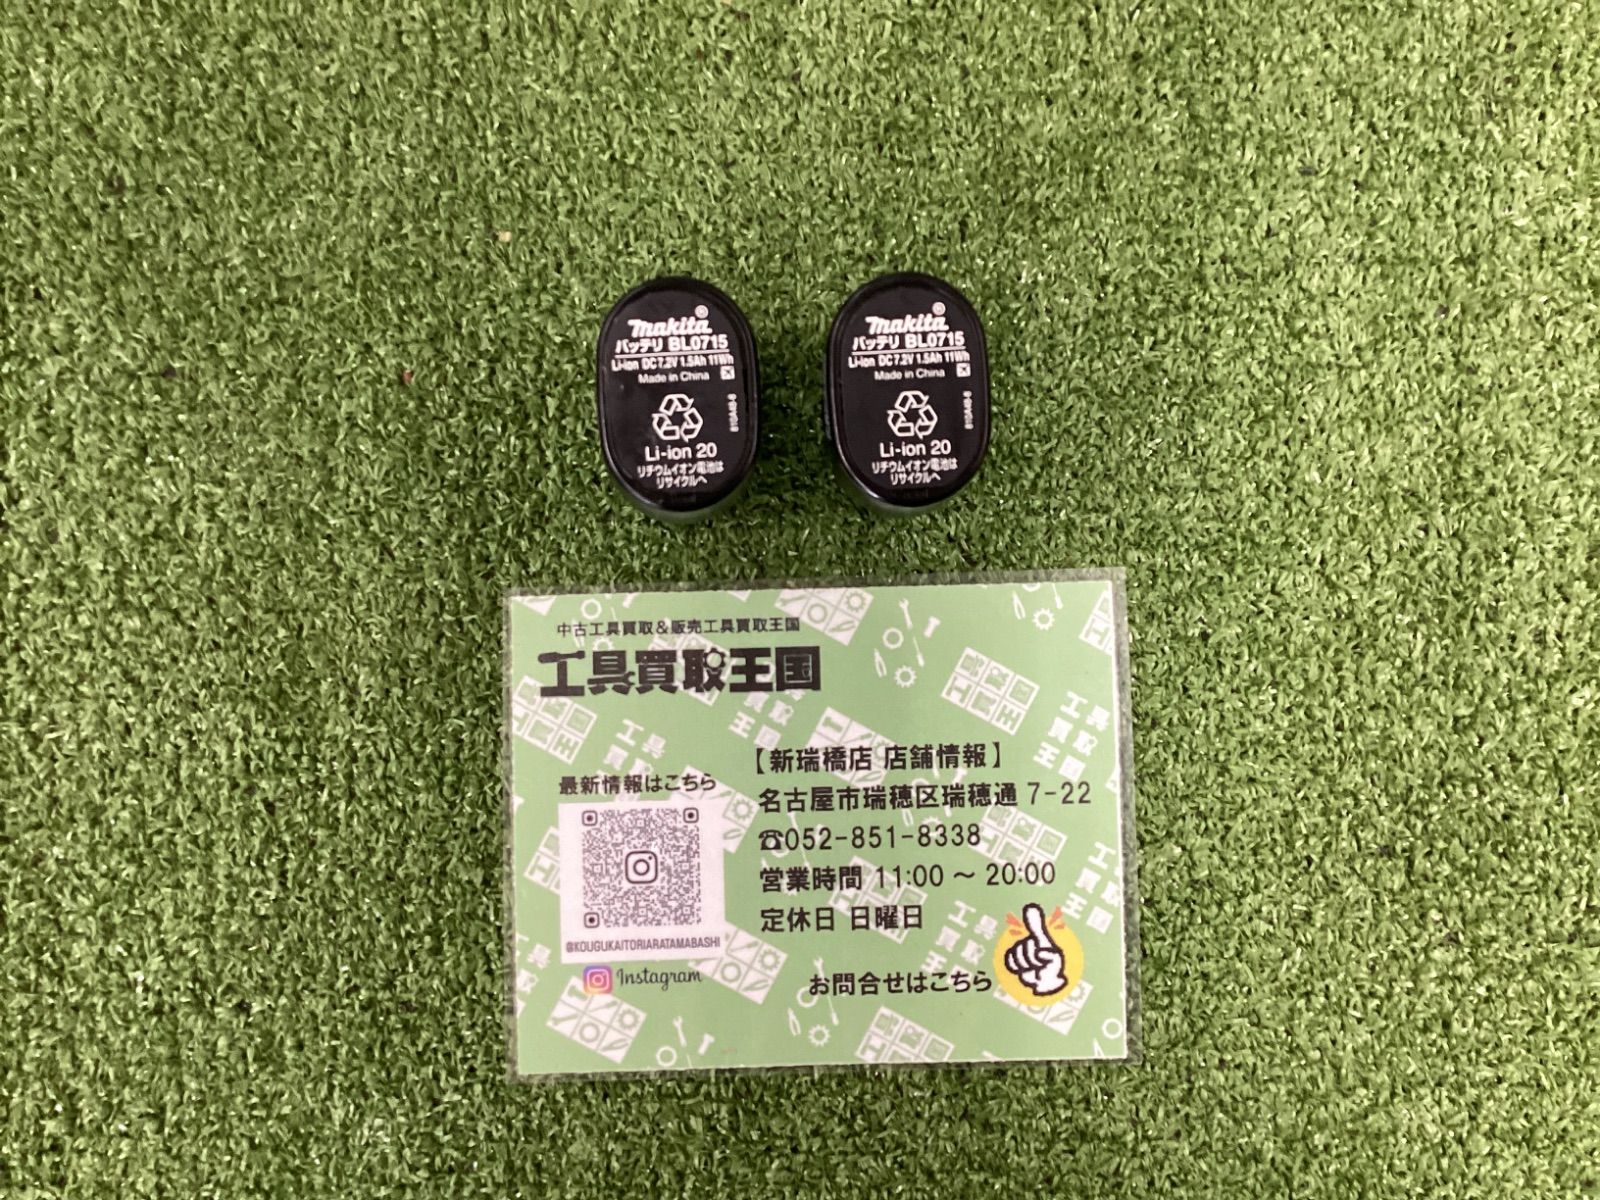 makita®
バッテリ BL0715
Li-ion DC7.2V 1.5Ah 11Wh
Made in China
810A48-8
Li-ion 20
リチウムイオン電池は
リサイクルへ
makita®
バッテリ BL0715
Li-ion DC7.2V 1.5Ah 11Wh
Made in China
810A48-8
Li-ion 20
リチウムイオン電池は
リサイクルへ
中古工具買取&販売工具買取王国
工具買取王国
最新情報はこちら
@KOUGUKAITORIARATAMABASHI
Instagram
【新瑞橋店 店舗情報】
名古屋市瑞穂区瑞穂通 7-22
☎052-851-8338
営業時間 11:00 ～ 20:00
定休日 日曜日
お問合せはこちら